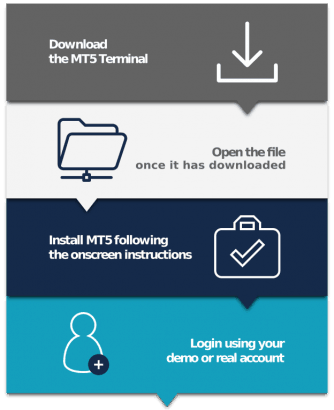 Download
the MT5 Terminal
Open the file
once it has downloaded
Install MT5 following
the onscreen instructions
Login using your
demo or real account